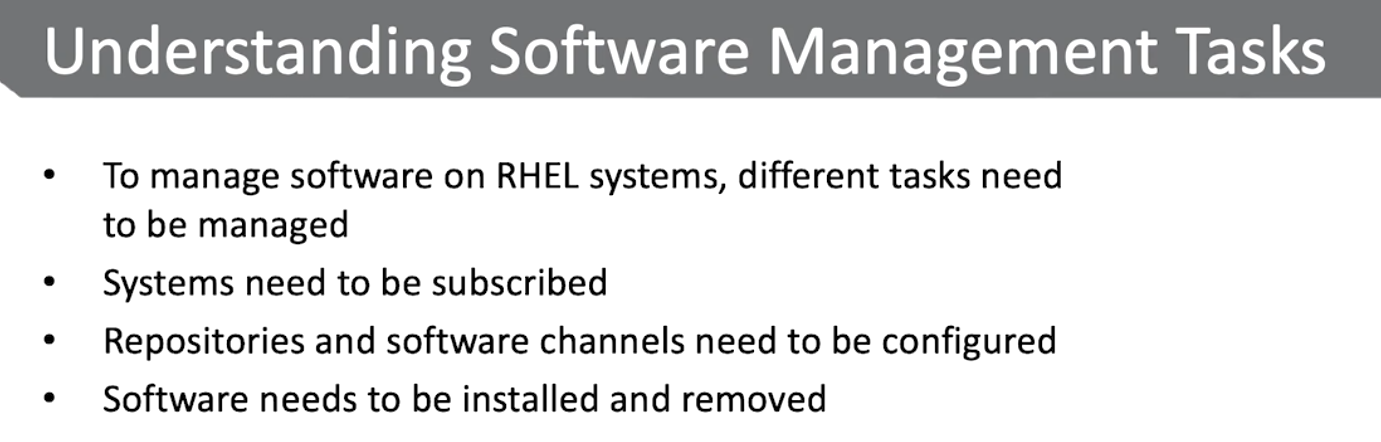 Understanding Software Management Tasks
• To manage software on RHEL systems, different tasks need
to be managed
• Systems need to be subscribed
• Repositories and software channels need to be configured
• Software needs to be installed and removed